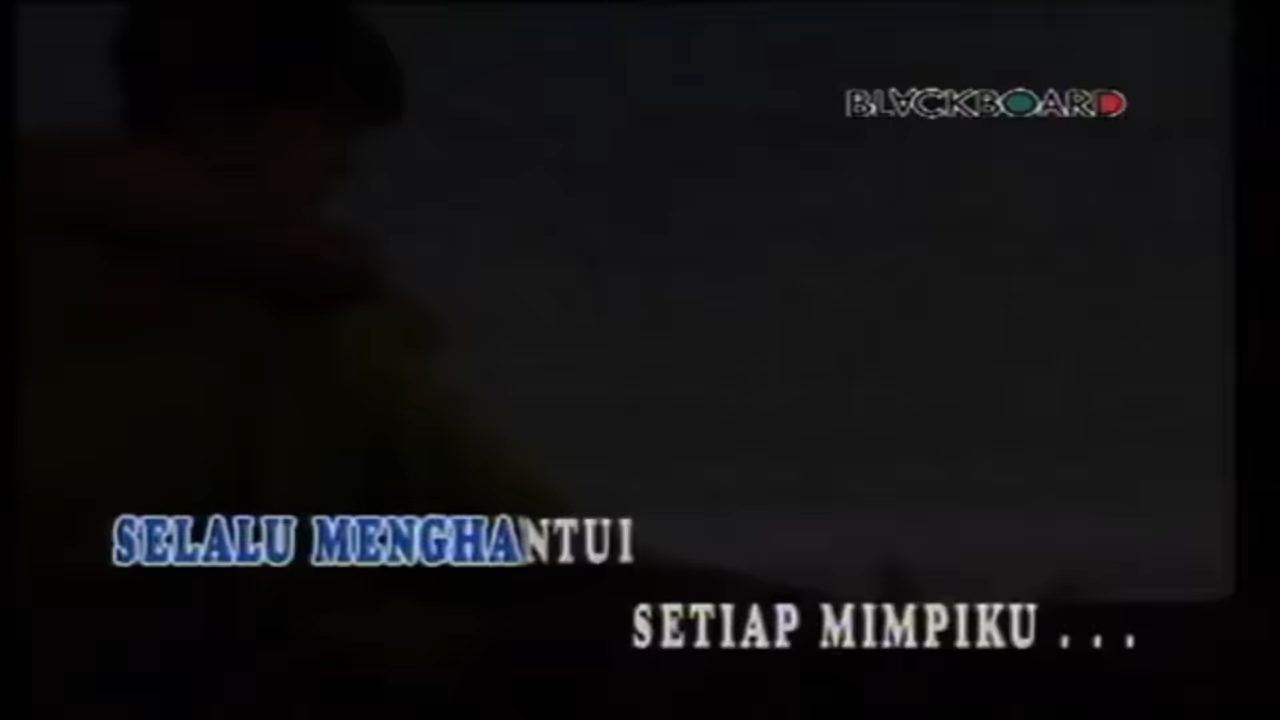 BLACKBOARD
SELALU MENGHANTUI
SETIAP MIMPIKU . . .